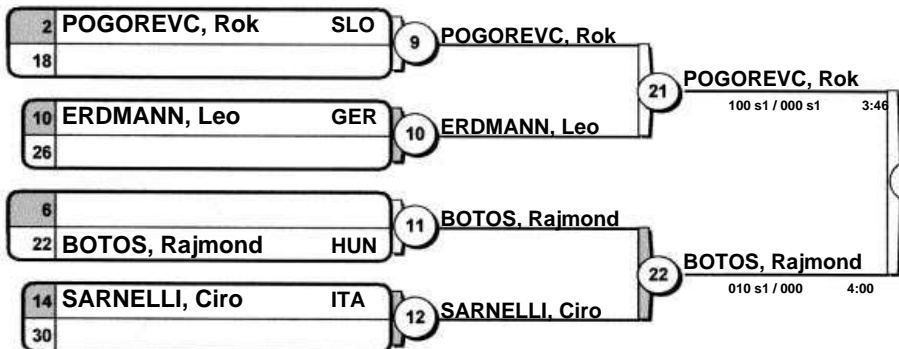 2 POGOREVC, Rok SLO
18
9 POGOREVC, Rok
10 ERDMANN, Leo GER
26
10 ERDMANN, Leo
21 POGOREVC, Rok
100 s1 / 000 s1 3:46
6
22 BOTOS, Rajmond HUN
11 BOTOS, Rajmond
14 SARNELLI, Ciro ITA
30
12 SARNELLI, Ciro
22 BOTOS, Rajmond
010 s1 / 000 4:00